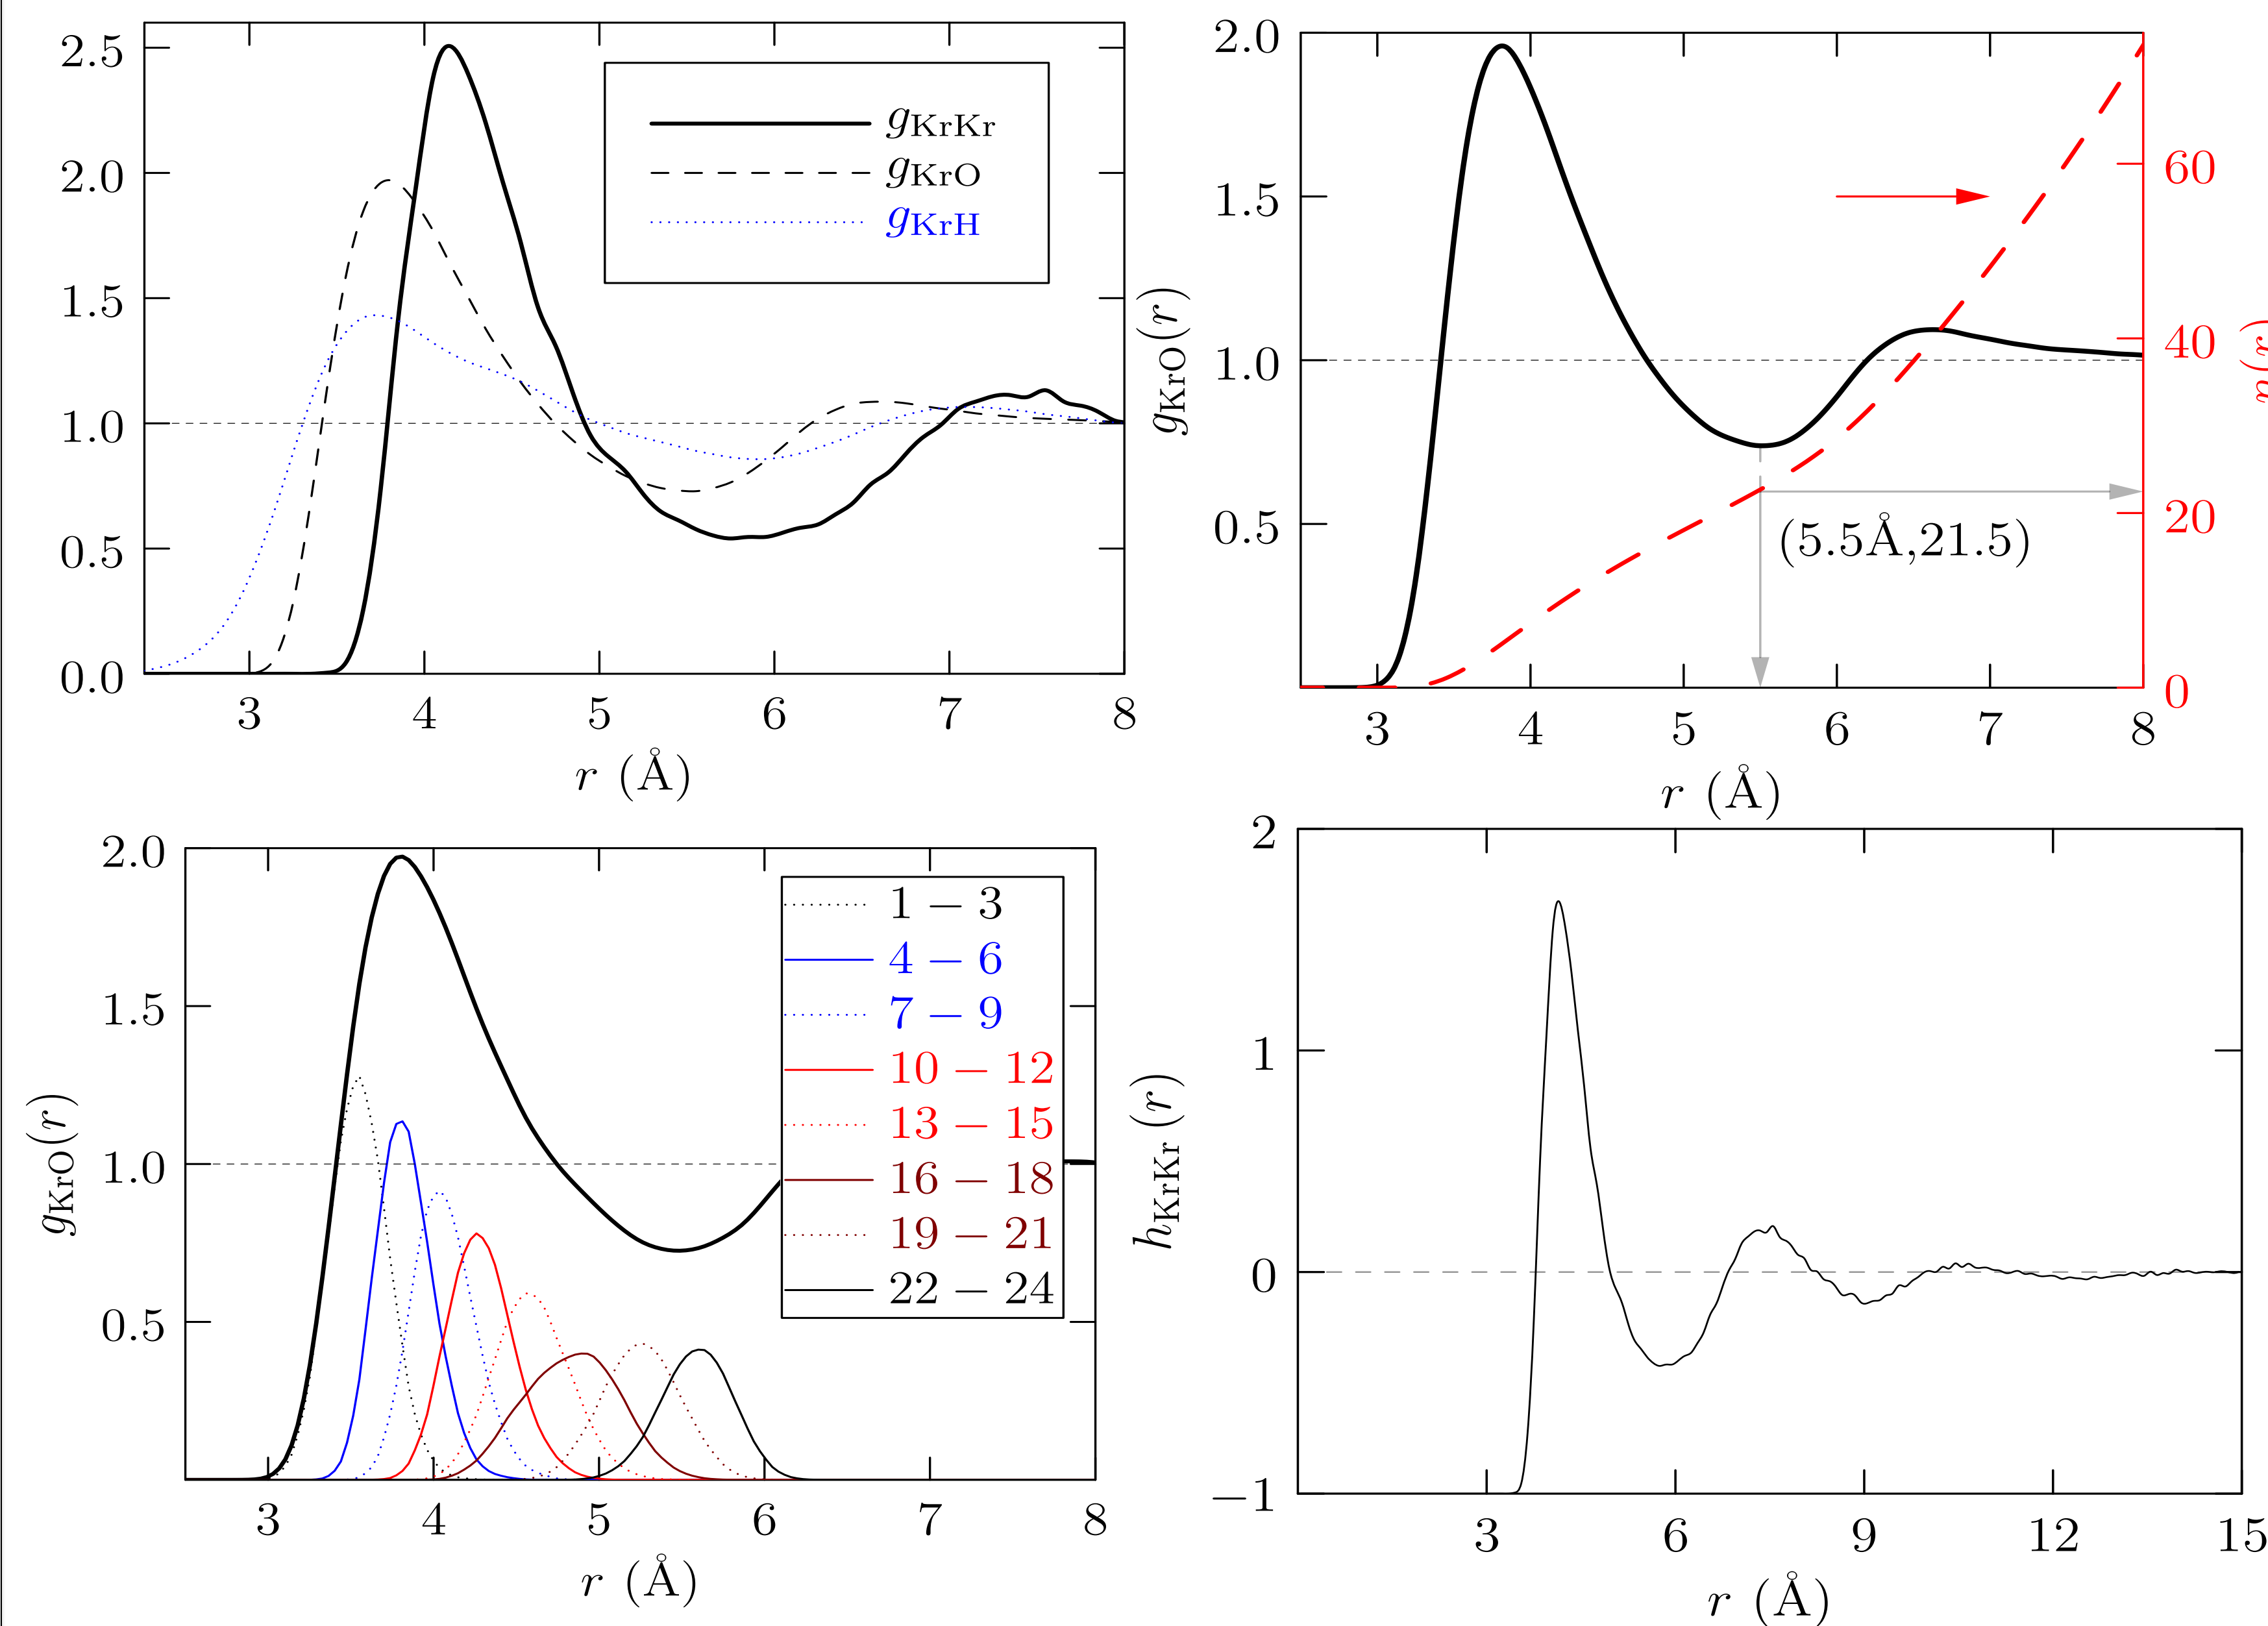 2.5
2.0
1.5
1.0
0.5
0.0
3 4 5 6 7 8
r (Å)
gKrKr
gKrO
gKrH
gKrO(r)
2.0
1.5
1.0
0.5
3 4 5 6 7 8
r (Å)
60
40
20
0
(5.5Å,21.5)
gKrO(r)
2.0
1.5
1.0
0.5
3 4 5 6 7 8
r (Å)
1 – 3
4 – 6
7 – 9
10 – 12
13 – 15
16 – 18
19 – 21
22 – 24
hKrKr(r)
2
1
0
−1
3 6 9 12 15
r (Å)